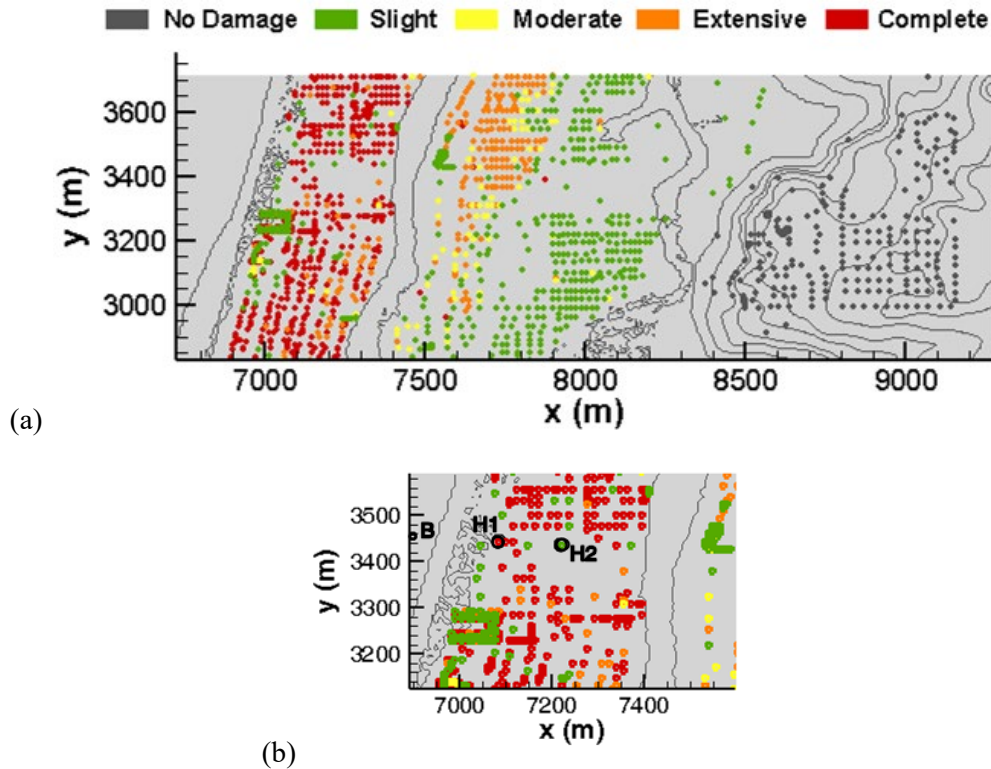 No Damage Slight Moderate Extensive Complete
3600
3400
3200
3000
y (m)
7000 7500 8000 8500 9000
x (m)
(a)
3500
3400
3300
3200
y (m)
B
H1
H2
7000 7200 7400
x (m)
(b)